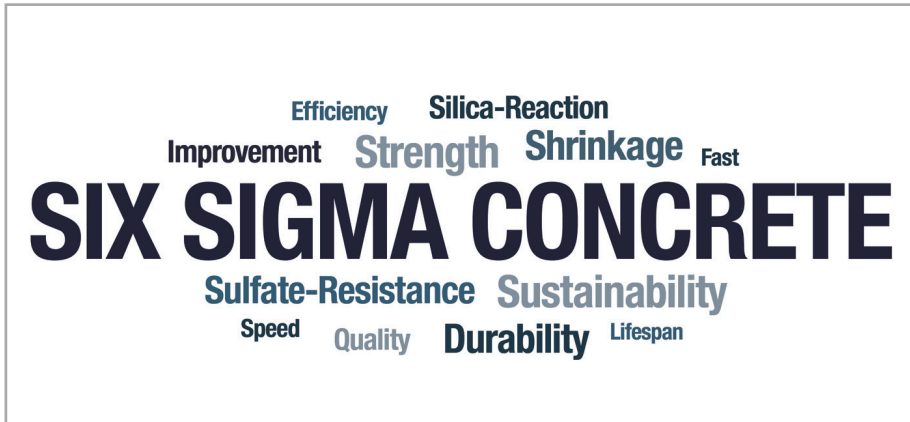 Efficiency Silica-Reaction
Improvement Strength Shrinkage Fast
SIX SIGMA CONCRETE
Sulfate-Resistance Sustainability
Speed Quality Durability Lifespan